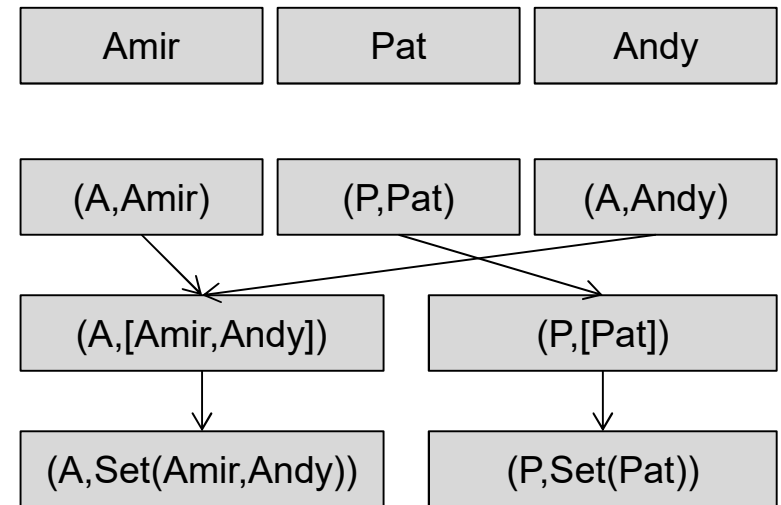 Amir
Pat
Andy
(A,Amir)
(P,Pat)
(A,Andy)
(A,[Amir,Andy])
(P,[Pat])
(A,Set(Amir,Andy))
(P,Set(Pat))